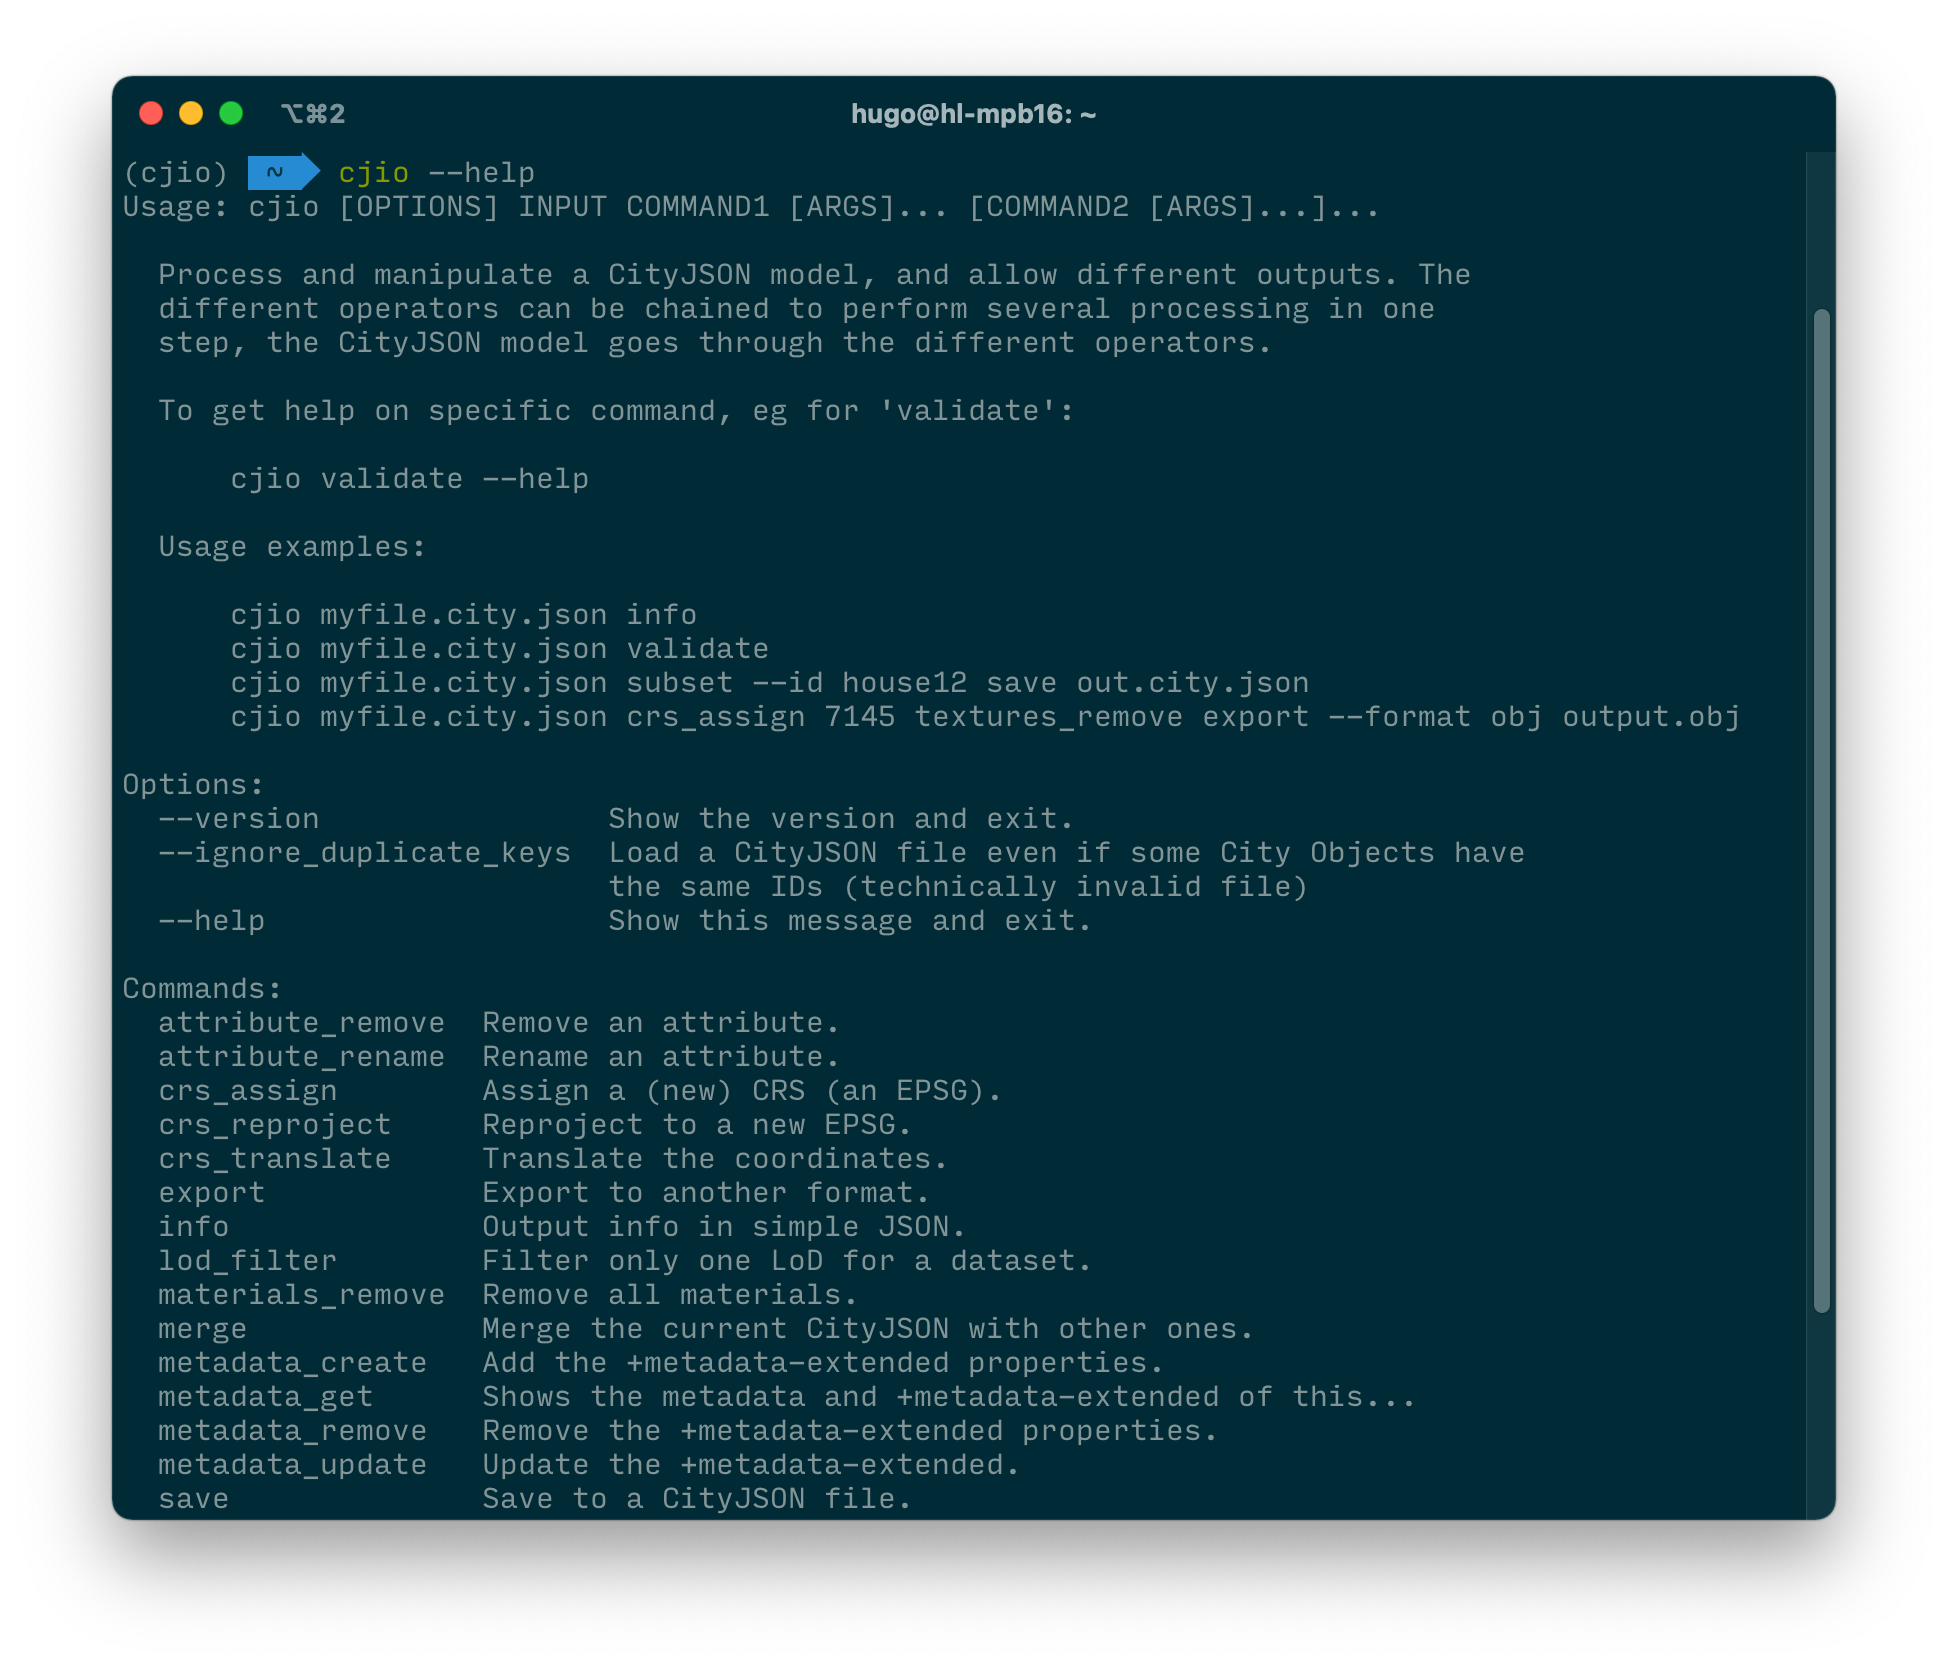 ⌥⌘2 hugo@hl-mpb16: ~
(cjio) ~ cjio --help
Usage: cjio [OPTIONS] INPUT COMMAND1 [ARGS]... [COMMAND2 [ARGS]...]...
Process and manipulate a CityJSON model, and allow different outputs. The
different operators can be chained to perform several processing in one
step, the CityJSON model goes through the different operators.
To get help on specific command, eg for 'validate':
cjio validate --help
Usage examples:
cjio myfile.city.json info
cjio myfile.city.json validate
cjio myfile.city.json subset --id house12 save out.city.json
cjio myfile.city.json crs_assign 7145 textures_remove export --format obj output.obj
Options:
--version Show the version and exit.
--ignore_duplicate_keys Load a CityJSON file even if some City Objects have
the same IDs (technically invalid file)
--help Show this message and exit.
Commands:
attribute_remove Remove an attribute.
attribute_rename Rename an attribute.
crs_assign Assign a (new) CRS (an EPSG).
crs_reproject Reproject to a new EPSG.
crs_translate Translate the coordinates.
export Export to another format.
info Output info in simple JSON.
lod_filter Filter only one LoD for a dataset.
materials_remove Remove all materials.
merge Merge the current CityJSON with other ones.
metadata_create Add the +metadata-extended properties.
metadata_get Shows the metadata and +metadata-extended of this...
metadata_remove Remove the +metadata-extended properties.
metadata_update Update the +metadata-extended.
save Save to a CityJSON file.